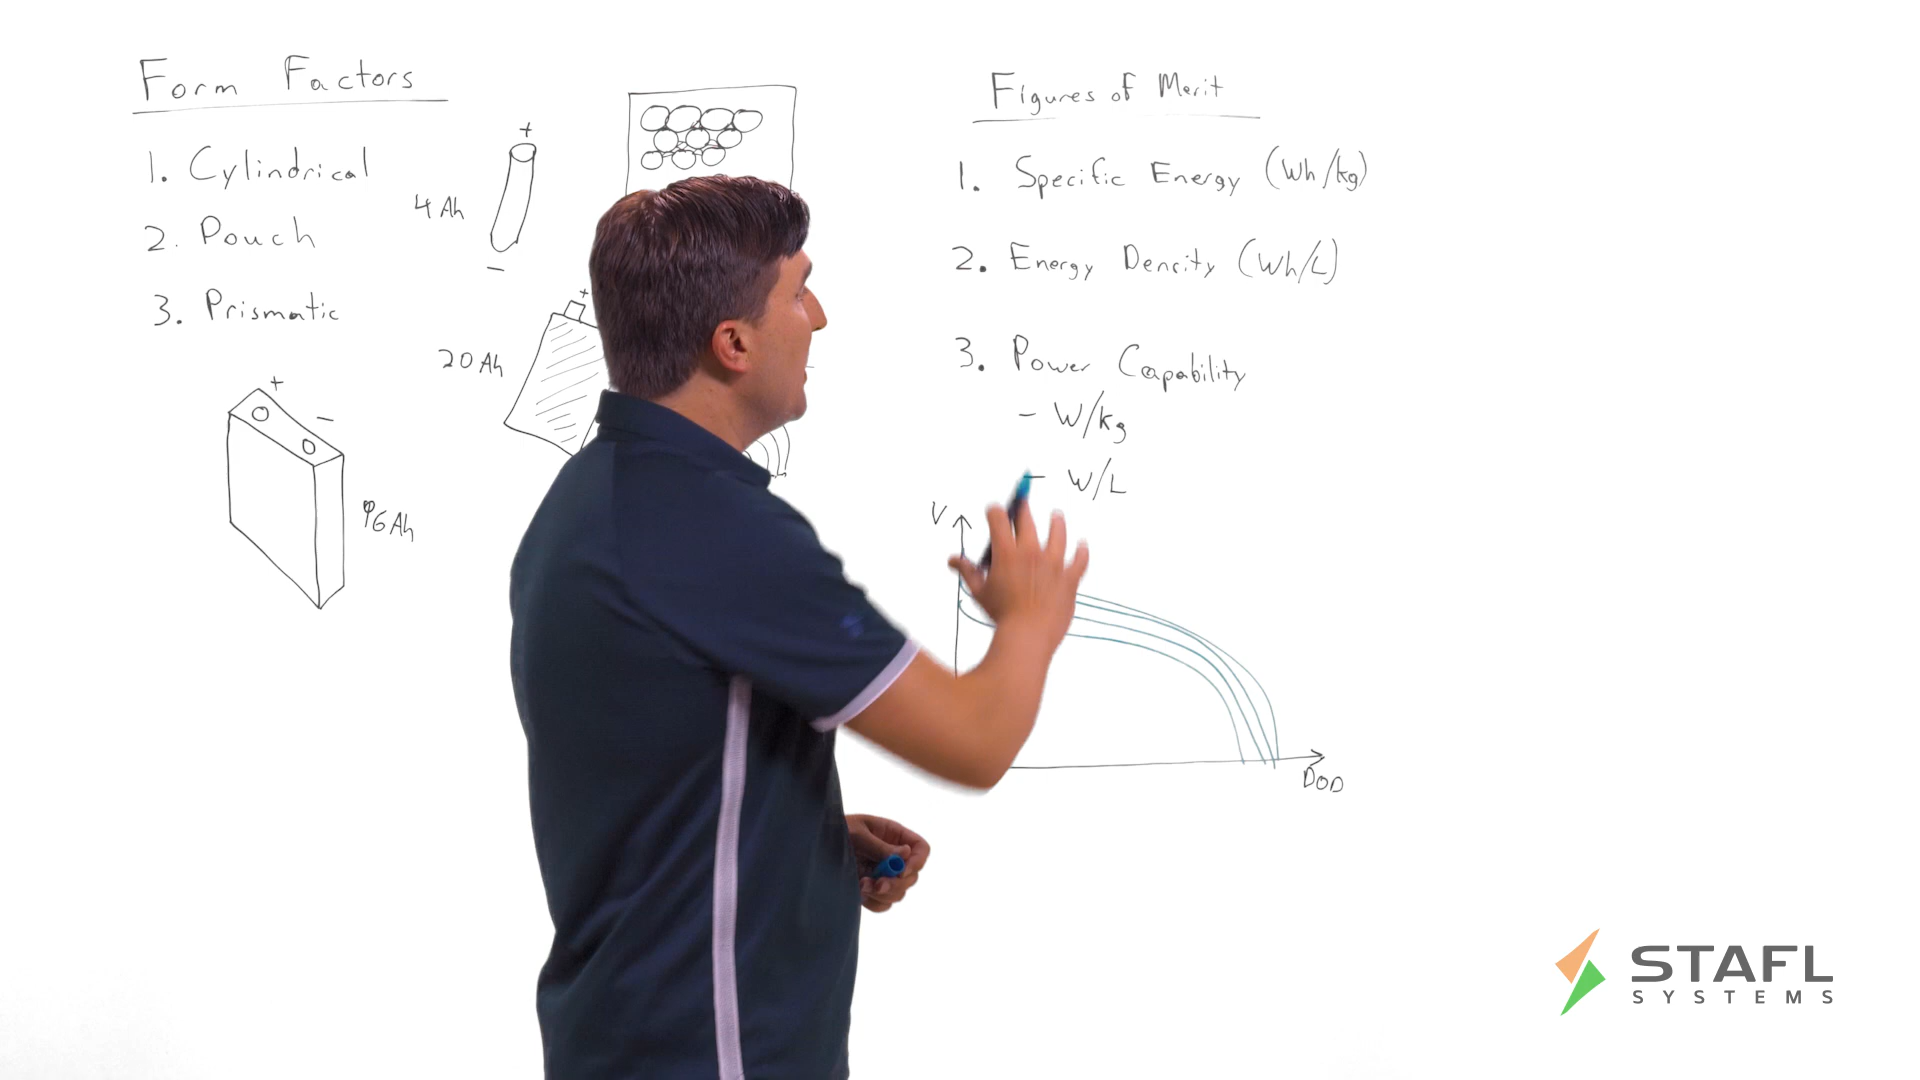 Form Factors
1. Cylindrical
2. Pouch
3. Prismatic
+
-
4 Ah
+
-
20 Ah
+
+
-
96 Ah
Figures of Merit
1. Specific Energy (Wh/kg)
2. Energy Density (Wh/L)
3. Power Capability
- W/kg
- W/L
V
DOD
STAFL
SYSTEMS